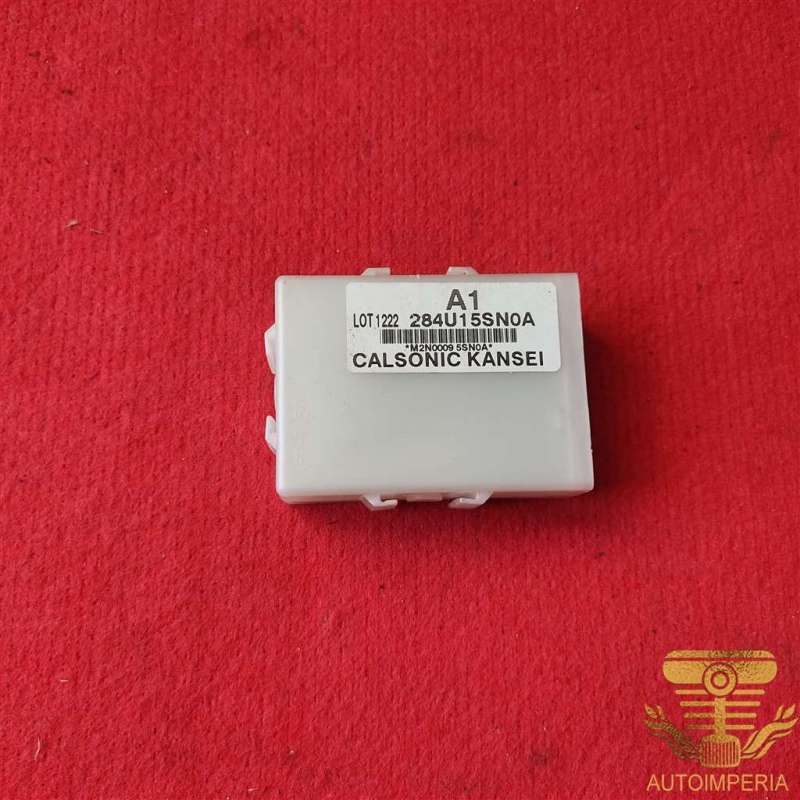 A1
LOT 1222 284U15SN0A
*M2N0009 5SN0A*
CALSONIC KANSEI
AUTOIMPERIA